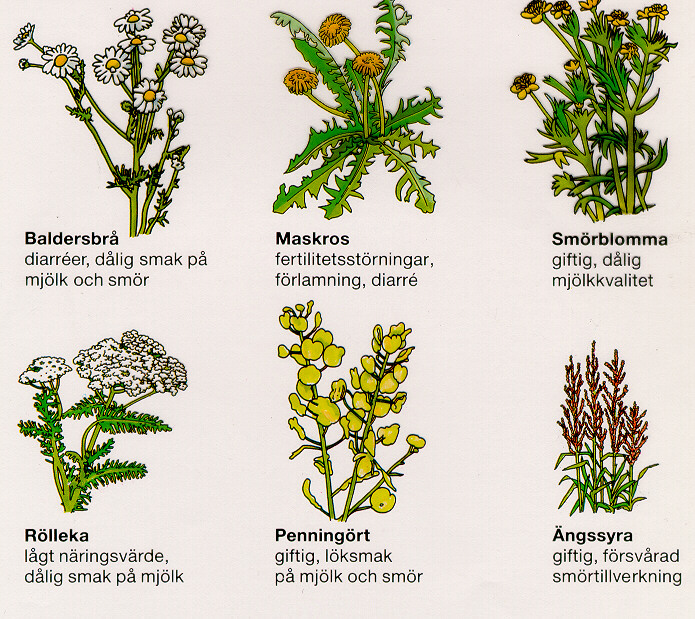 Baldersbrå
diarréer, dålig smak på
mjölk och smör
Maskros
fertilitetsstörningar,
förlamning, diarré
Smörblomma
giftig, dålig
mjölkkvalitet
Rölleka
lågt näringsvärde,
dålig smak på mjölk
Penningört
giftig, löksmak
på mjölk och smör
Ängssyra
giftig, försvårad
smörtillverkning